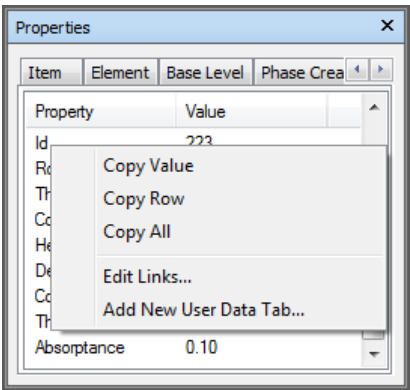 Properties
Item Element Base Level Phase Crea
Property Value
Id 223
Copy Value
Copy Row
Copy All
Edit Links...
Add New User Data Tab...
Absorptance 0.10